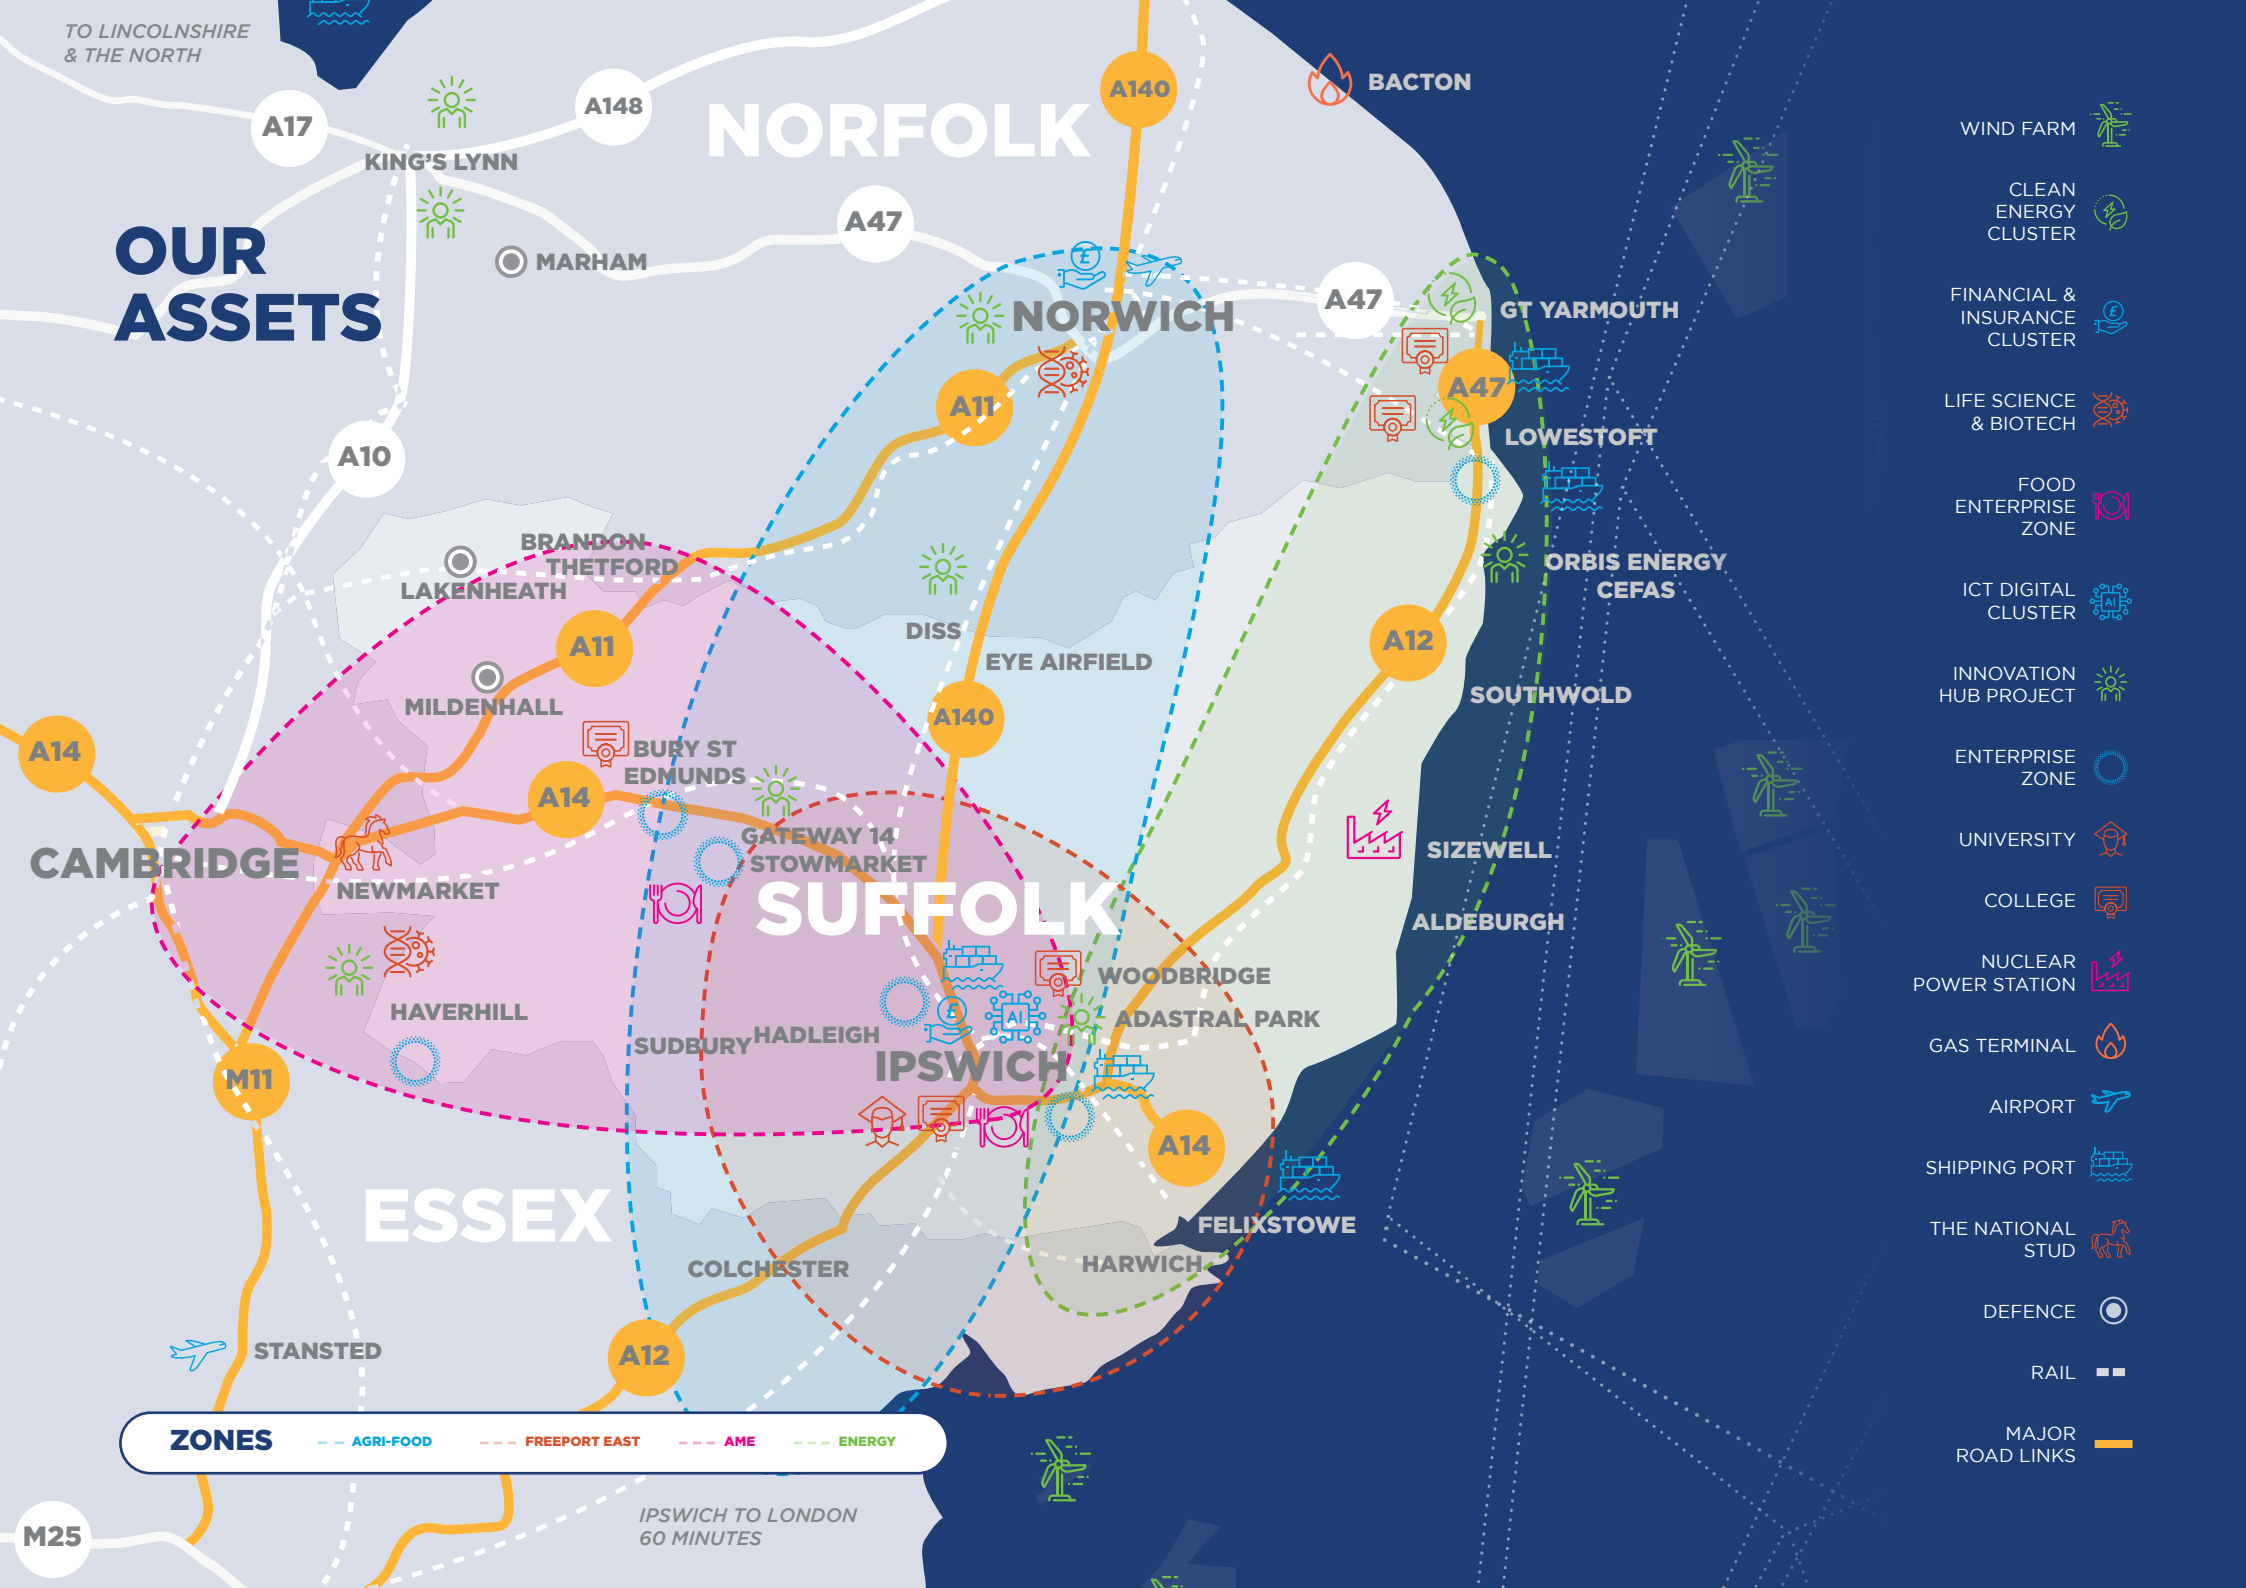 TO LINCOLNSHIRE
& THE NORTH
OUR
ASSETS
NORFOLK
A17
A148
A140
BACTON
KING'S LYNN
A47
MARHAM
NORWICH
A47
GT YARMOUTH
A11
A47
A10
LOWESTOFT
BRANDON
THETFORD
LAKENHEATH
ORBIS ENERGY
CEFAS
A11
DISS
A12
EYE AIRFIELD
MILDENHALL
SOUTHWOLD
A140
A14
BURY ST
EDMUNDS
A14
GATEWAY 14
STOWMARKET
SIZEWELL
CAMBRIDGE
NEWMARKET
SUFFOLK
ALDEBURGH
WOODBRIDGE
HAVERHILL
£
AI
ADASTRAL PARK
SUDBURY
HADLEIGH
IPSWICH
M11
A14
ESSEX
FELIXSTOWE
COLCHESTER
HARWICH
STANSTED
A12
ZONES
AGRI-FOOD
FREEPORT EAST
AME
ENERGY
M25
IPSWICH TO LONDON
60 MINUTES
WIND FARM
CLEAN
ENERGY
CLUSTER
FINANCIAL &
INSURANCE
CLUSTER
£
LIFE SCIENCE
& BIOTECH
FOOD
ENTERPRISE
ZONE
ICT DIGITAL
CLUSTER
AI
INNOVATION
HUB PROJECT
ENTERPRISE
ZONE
UNIVERSITY
COLLEGE
NUCLEAR
POWER STATION
GAS TERMINAL
AIRPORT
SHIPPING PORT
THE NATIONAL
STUD
DEFENCE
RAIL
MAJOR
ROAD LINKS